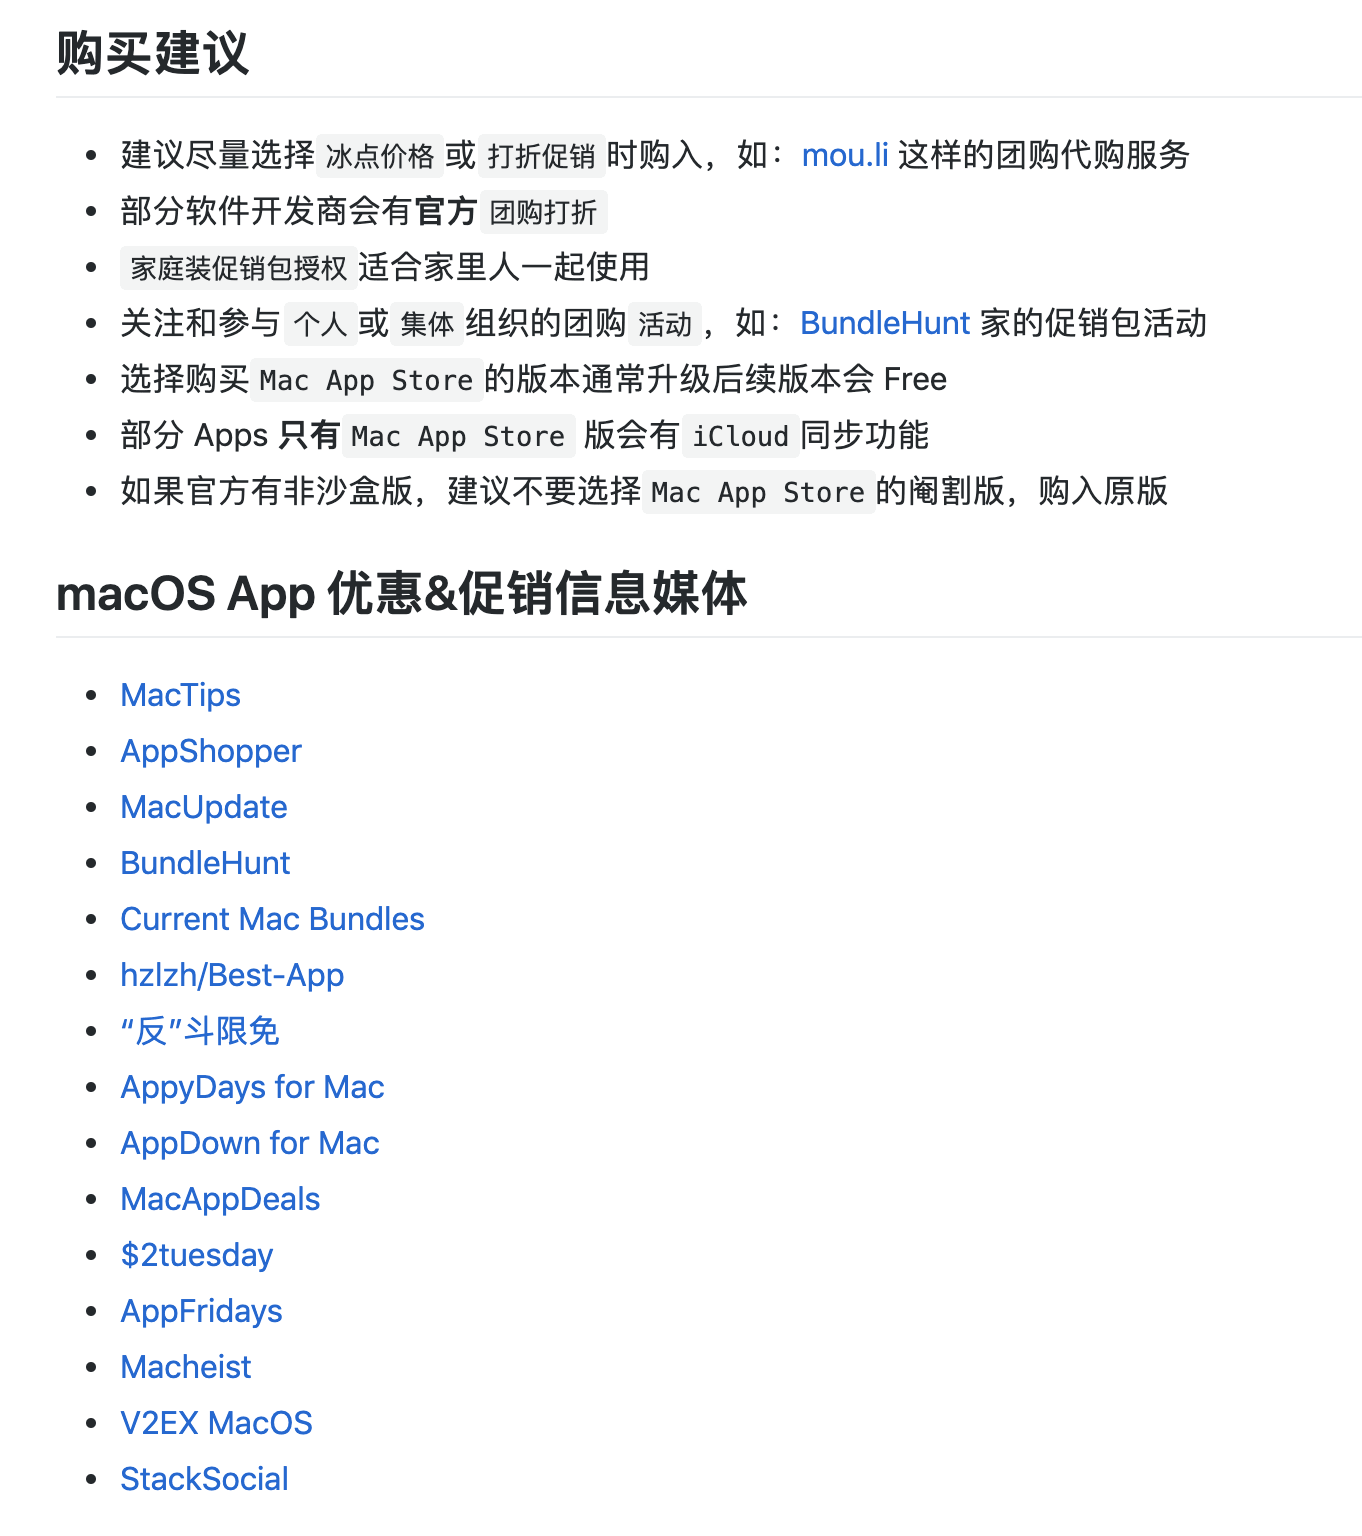 购买建议
建议尽量选择 冰点价格 或 打折促销 时购入，如：mou.li 这样的团购代购服务
部分软件开发商会有官方 团购打折
家庭装促销包授权 适合家里人一起使用
关注和参与 个人 或 集体 组织的团购 活动 ，如：BundleHunt 家的促销包活动
选择购买 Mac App Store 的版本通常升级后续版本会 Free
部分 Apps 只有 Mac App Store 版会有 iCloud 同步功能
如果官方有非沙盒版，建议不要选择 Mac App Store 的阉割版，购入原版
macOS App 优惠&促销信息媒体
MacTips
AppShopper
MacUpdate
BundleHunt
Current Mac Bundles
hzlzh/Best-App
“反”斗限免
AppyDays for Mac
AppDown for Mac
MacAppDeals
$2tuesday
AppFridays
Macheist
V2EX MacOS
StackSocial